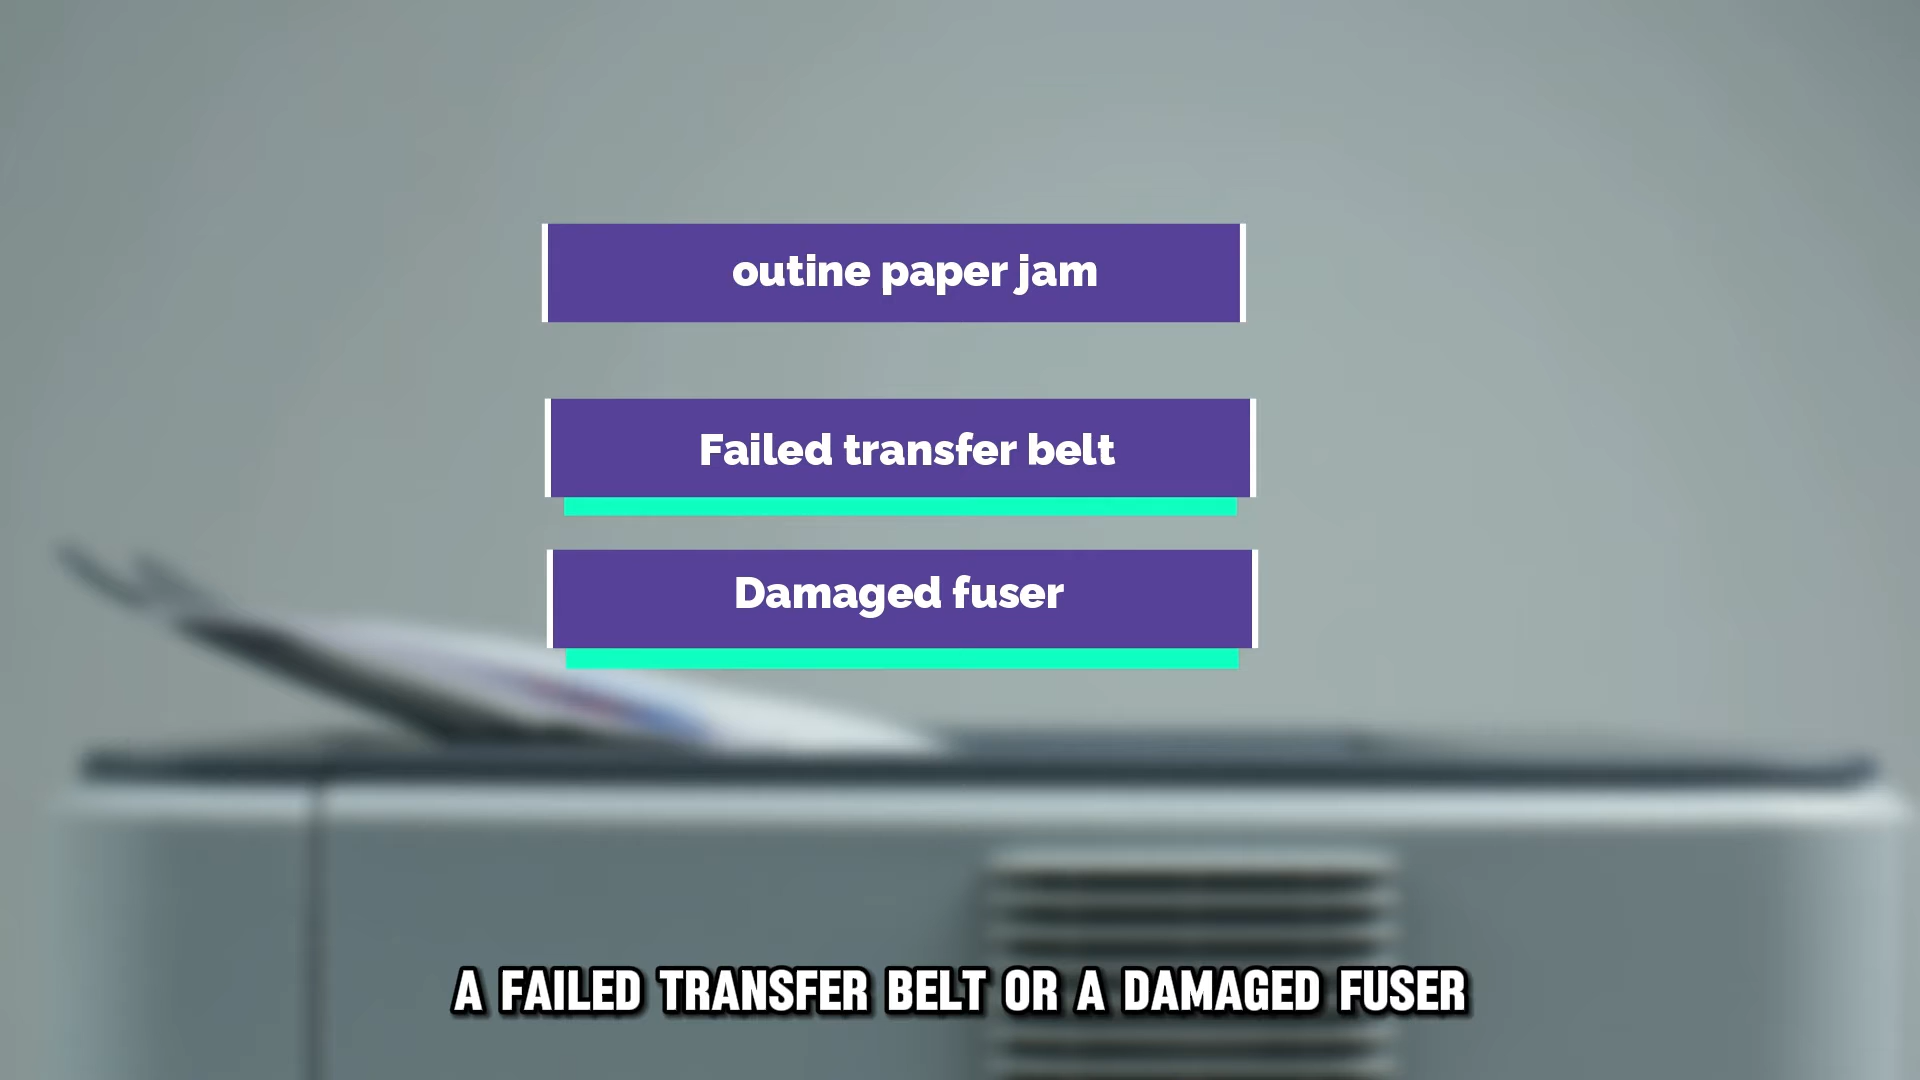 outine paper jam
Failed transfer belt
Damaged fuser
A FAILED TRANSFER BELT OR A DAMAGED FUSER